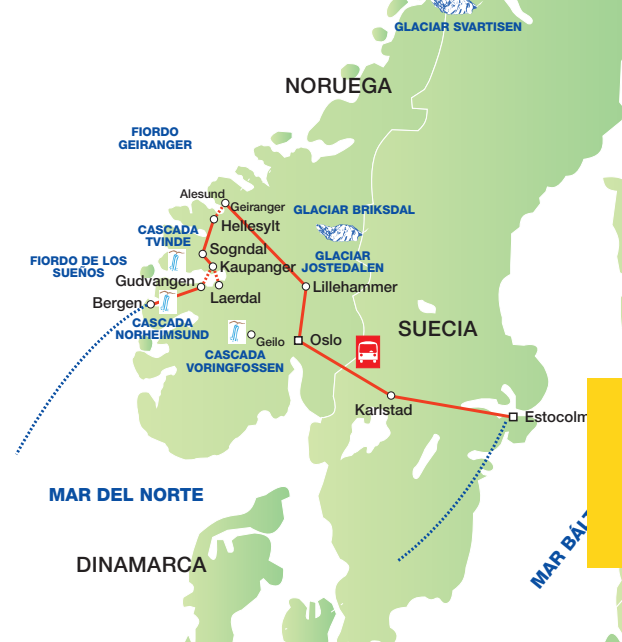 GLACIAR SVARTISEN
NORUEGA
FIORDO
GEIRANGER
Alesund
Geiranger
GLACIAR BRIKSDAL
Hellesylt
CASCADA
TVINDE
Sogndal
GLACIAR
JOSTEDALEN
FIORDO DE LOS
SUEÑOS
Kaupanger
Gudvangen
Laerdal
Lillehammer
Bergen
CASCADA
NORHEIMSUND
SUECIA
Geilo
Oslo
CASCADA
VORINGFOSSEN
Karlstad
Estocolm
MAR DEL NORTE
MAR BÁLT
DINAMARCA